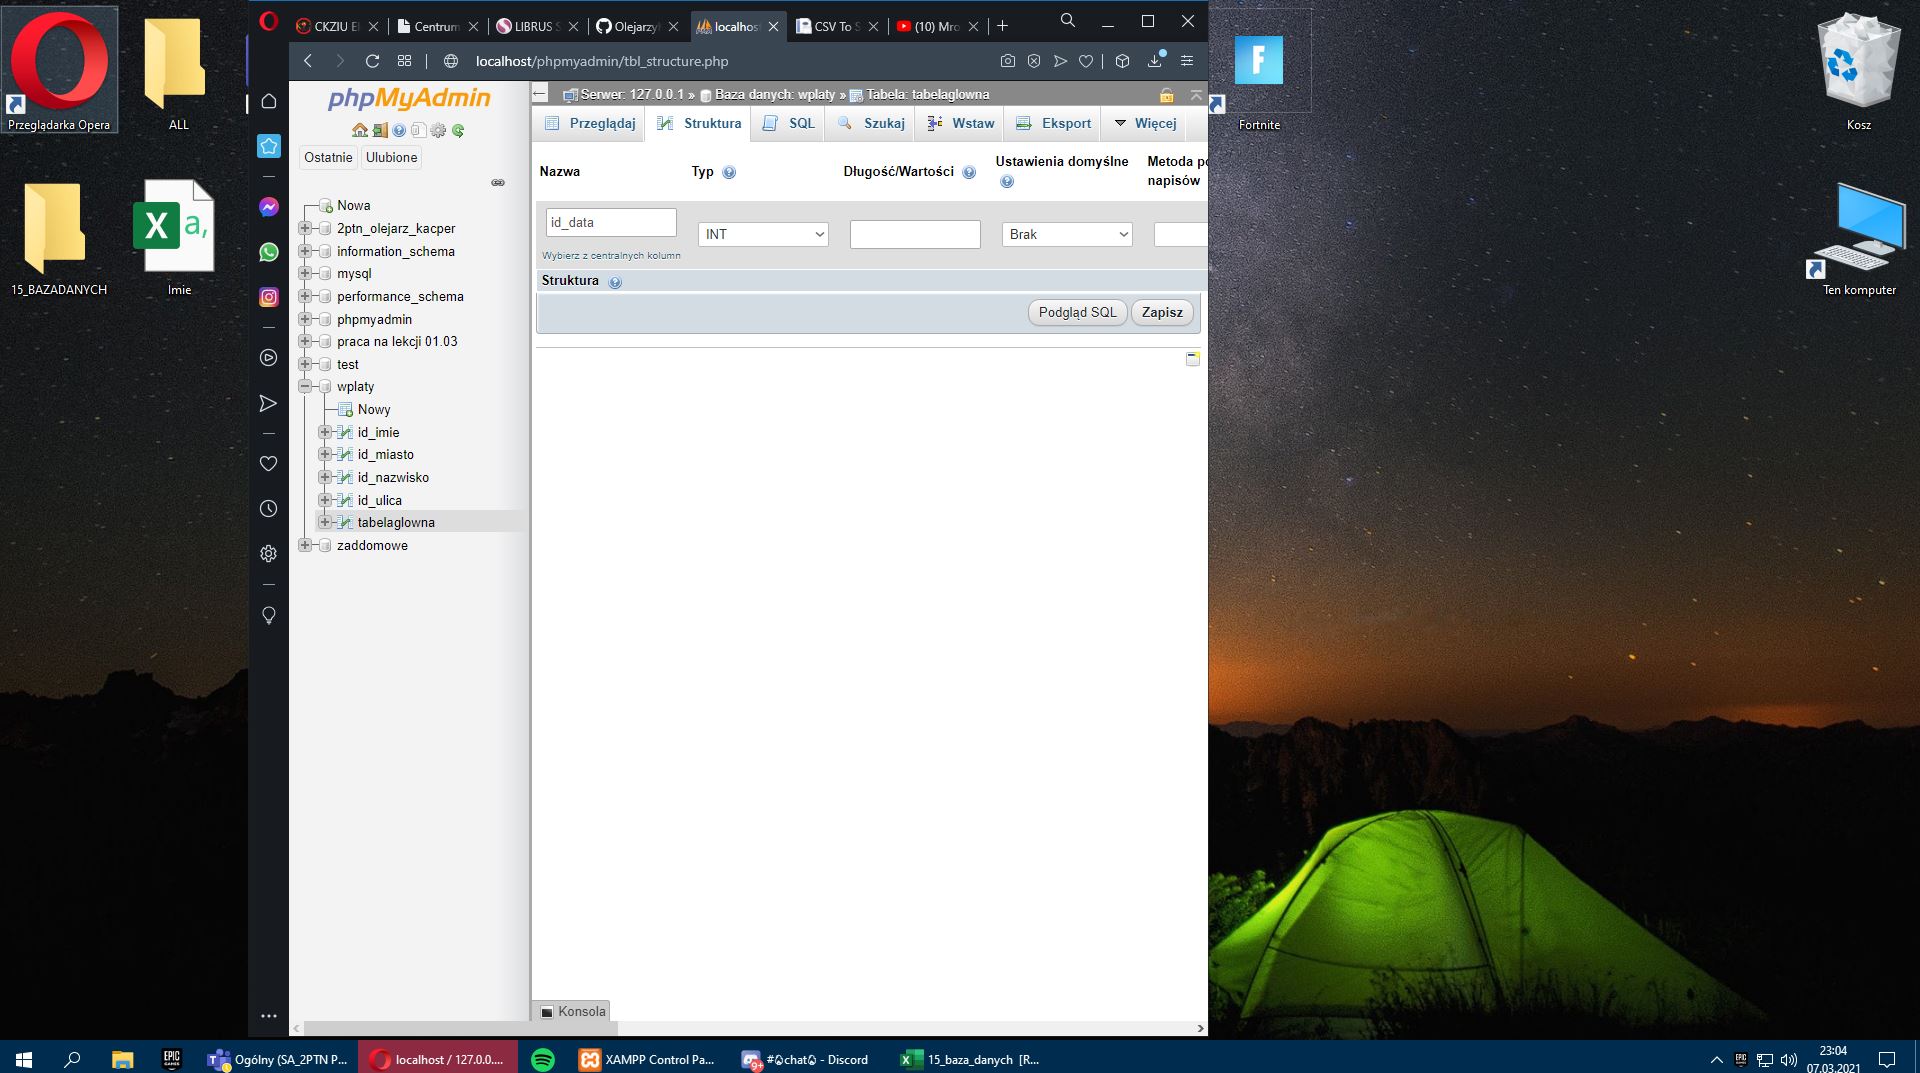 CKZIU El
Centrum
LIBRUS S
Olejarzy
localhos
CSV To S
(10) Mro
localhost/phpmyadmin/tbl_structure.php
Przeglądarka Opera
ALL
15_BAZADANYCH
Imie
a,
X
Fortnite
F
Kosz
Ten komputer
phpMyAdmin
Ostatnie
Ulubione
Nowa
2ptn_olejarz_kacper
information_schema
mysql
performance_schema
phpmyadmin
praca na lekcji 01.03
test
wplaty
Nowy
id_imie
id_miasto
id_nazwisko
id_ulica
tabelaglowna
zaddomowe
Serwer: 127.0.0.1 » Baza danych: wplaty » Tabela: tabelaglowna
Przeglądaj
Struktura
SQL
Szukaj
Wstaw
Eksport
Więcej
Nazwa
Typ
Długość/Wartości
Ustawienia domyślne
Metoda po
napisów
id_data
INT
Brak
Wybierz z centralnych kolumn
Struktura
Podgląd SQL
Zapisz
Konsola
EPIC
GAMES
Ogólny (SA_2PTN P...
localhost / 127.0.0....
XAMPP Control Pa...
9+
#♤chat♤ - Discord
15_baza_danych [R...
23:04
07.03.2021